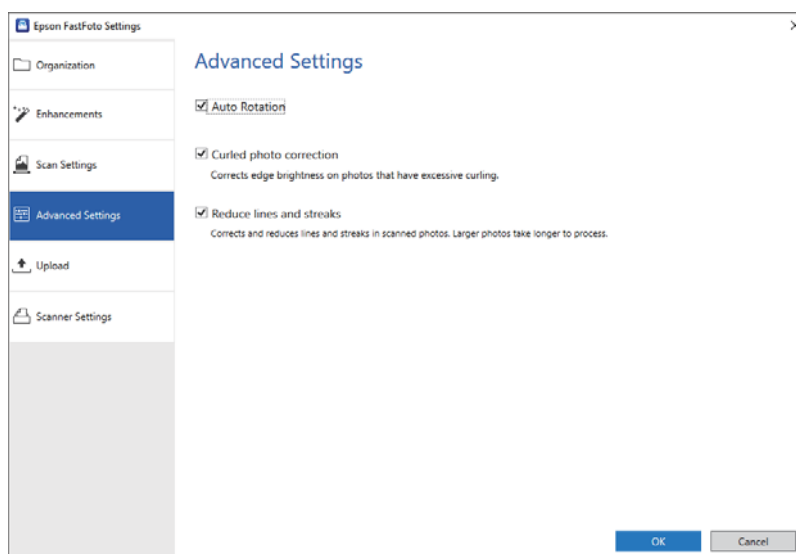 Epson FastFoto Settings
Organization
Enhancements
Scan Settings
Advanced Settings
Upload
Scanner Settings
Advanced Settings
Auto Rotation
Curled photo correction
Corrects edge brightness on photos that have excessive curling.
Reduce lines and streaks
Corrects and reduces lines and streaks in scanned photos. Larger photos take longer to process.
OK
Cancel